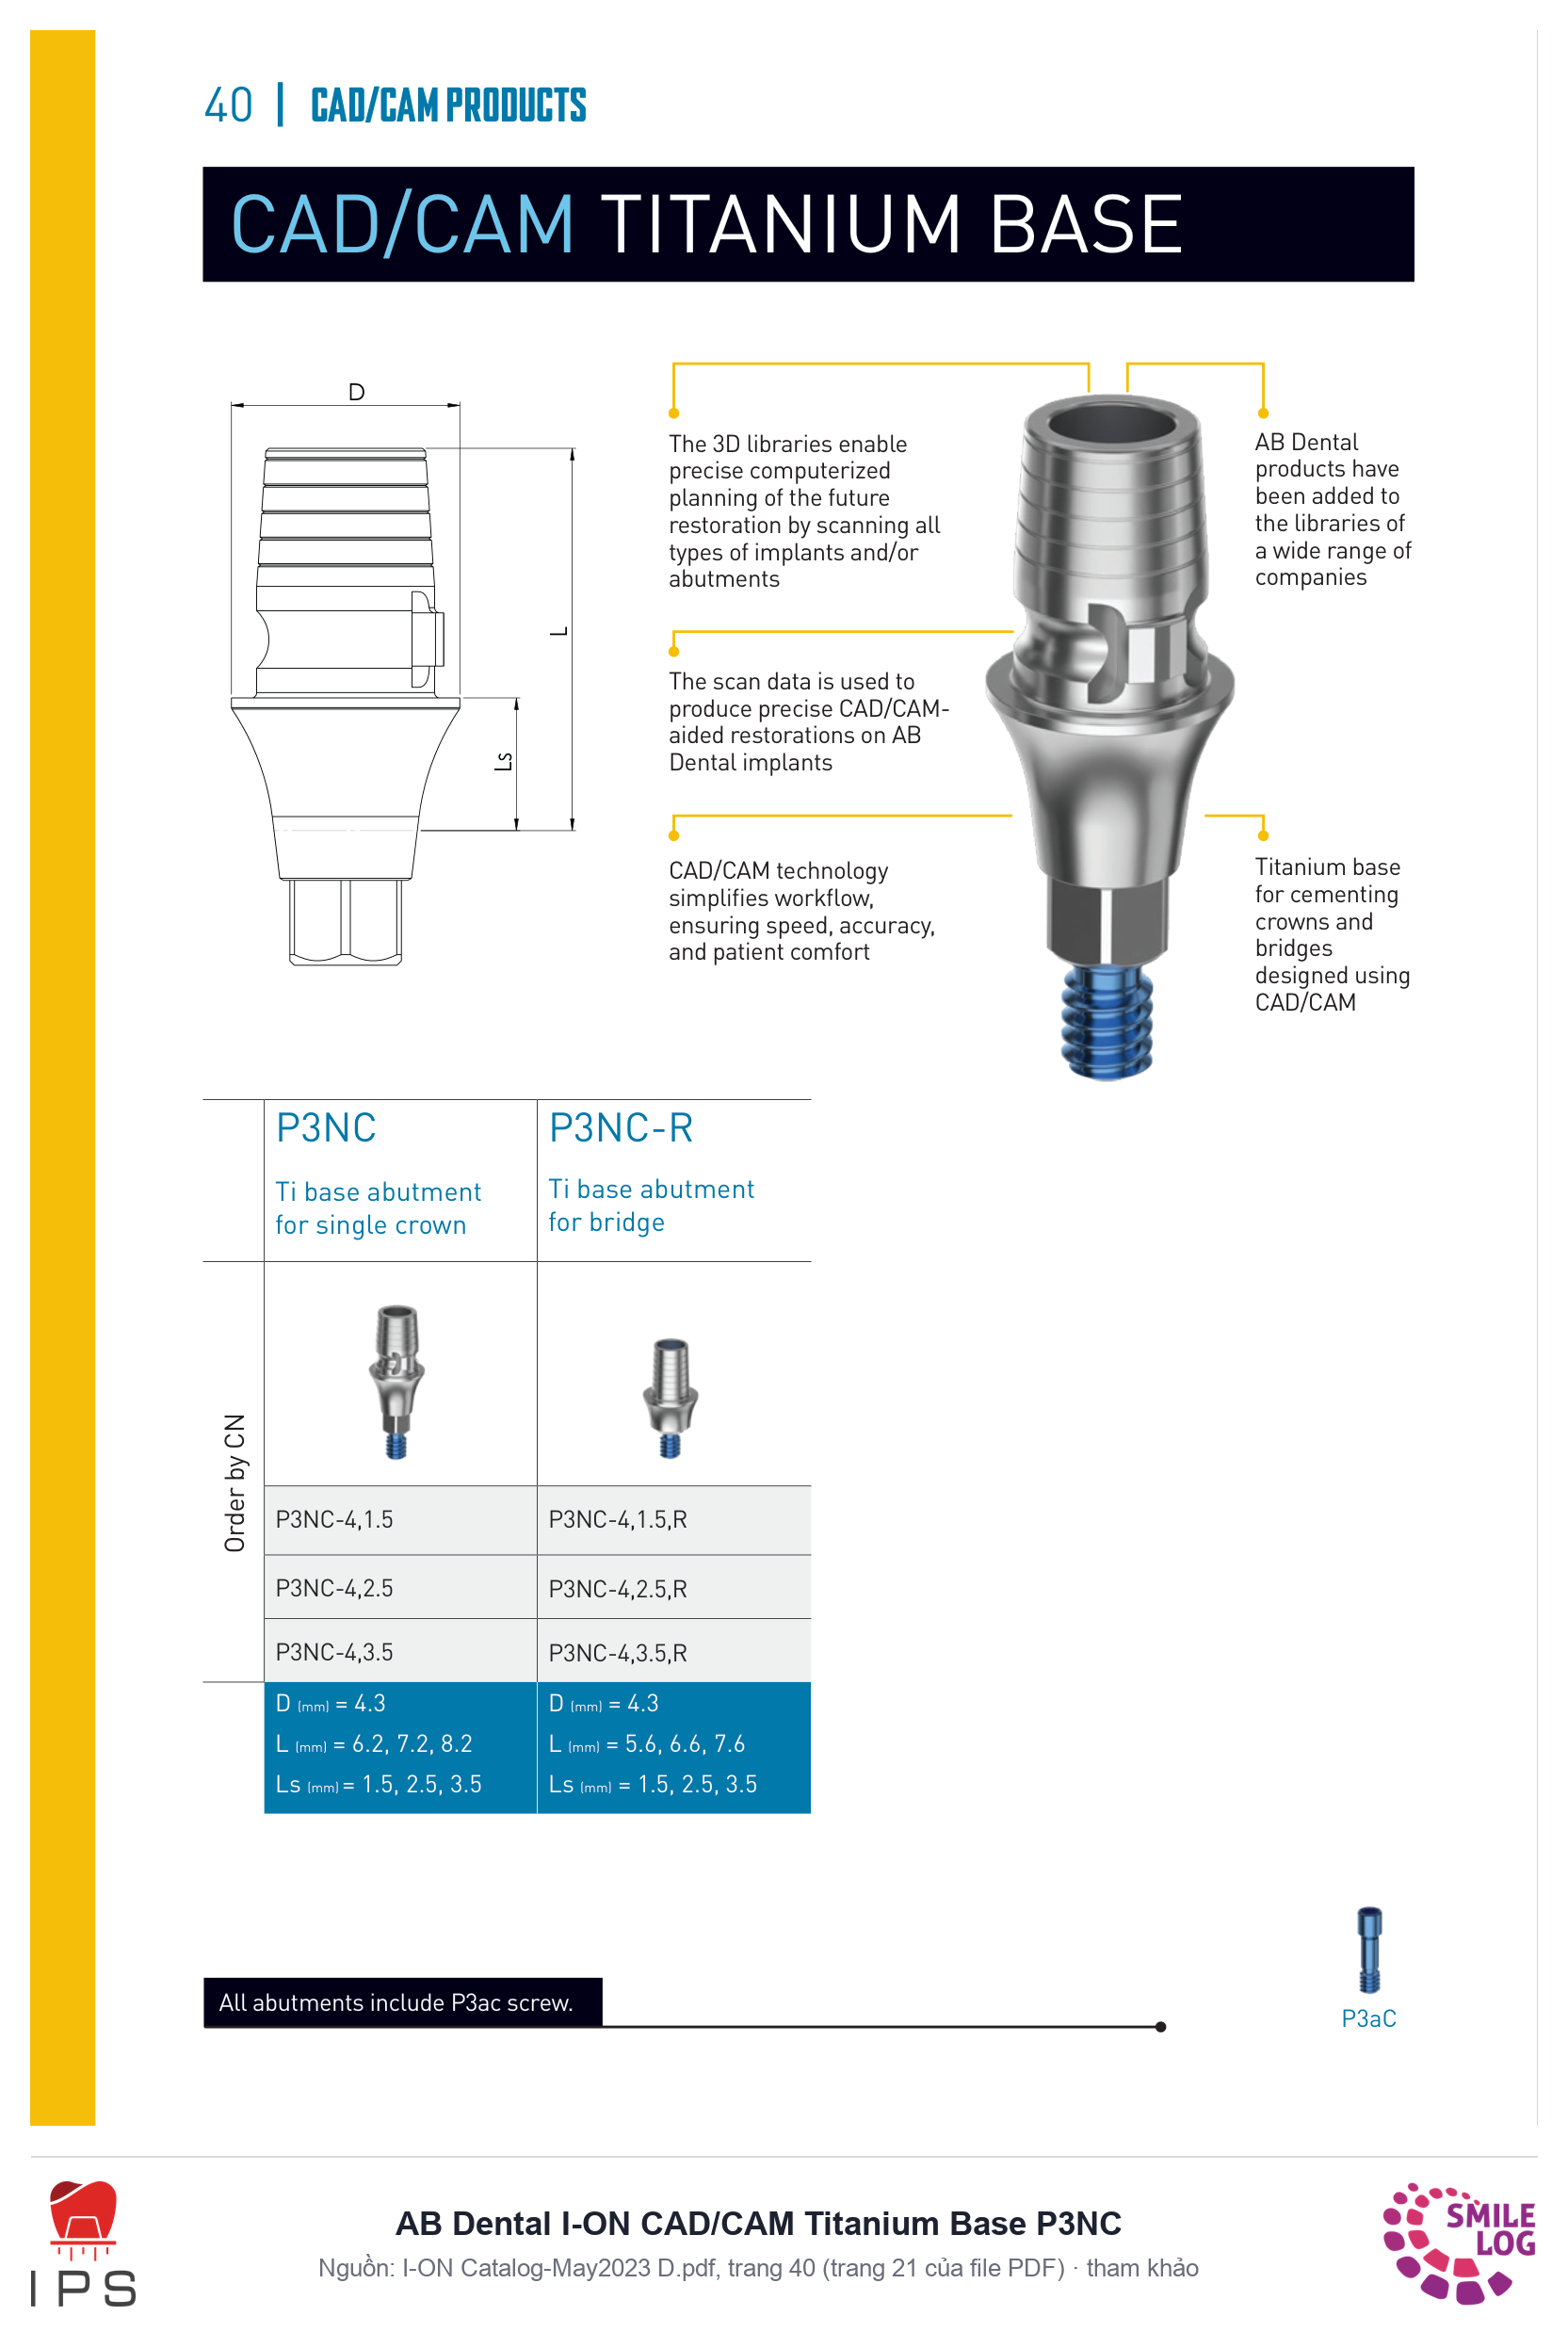 40 | CAD/CAM PRODUCTS
CAD/CAM TITANIUM BASE
D
L
Ls
The 3D libraries enable
precise computerized
planning of the future
restoration by scanning all
types of implants and/or
abutments
AB Dental
products have
been added to
the libraries of
a wide range of
companies
The scan data is used to
produce precise CAD/CAM-
aided restorations on AB
Dental implants
CAD/CAM technology
simplifies workflow,
ensuring speed, accuracy,
and patient comfort
Titanium base
for cementing
crowns and
bridges
designed using
CAD/CAM
P3NC
Ti base abutment
for single crown
P3NC-R
Ti base abutment
for bridge
Order by CN
P3NC-4,1.5
P3NC-4,1.5,R
P3NC-4,2.5
P3NC-4,2.5,R
P3NC-4,3.5
P3NC-4,3.5,R
D (mm) = 4.3
L (mm) = 6.2, 7.2, 8.2
Ls (mm) = 1.5, 2.5, 3.5
D (mm) = 4.3
L (mm) = 5.6, 6.6, 7.6
Ls (mm) = 1.5, 2.5, 3.5
All abutments include P3ac screw.
P3aC
IPS
AB Dental I-ON CAD/CAM Titanium Base P3NC
Nguồn: I-ON Catalog-May2023 D.pdf, trang 40 (trang 21 của file PDF) · tham khảo
SMILE
LOG